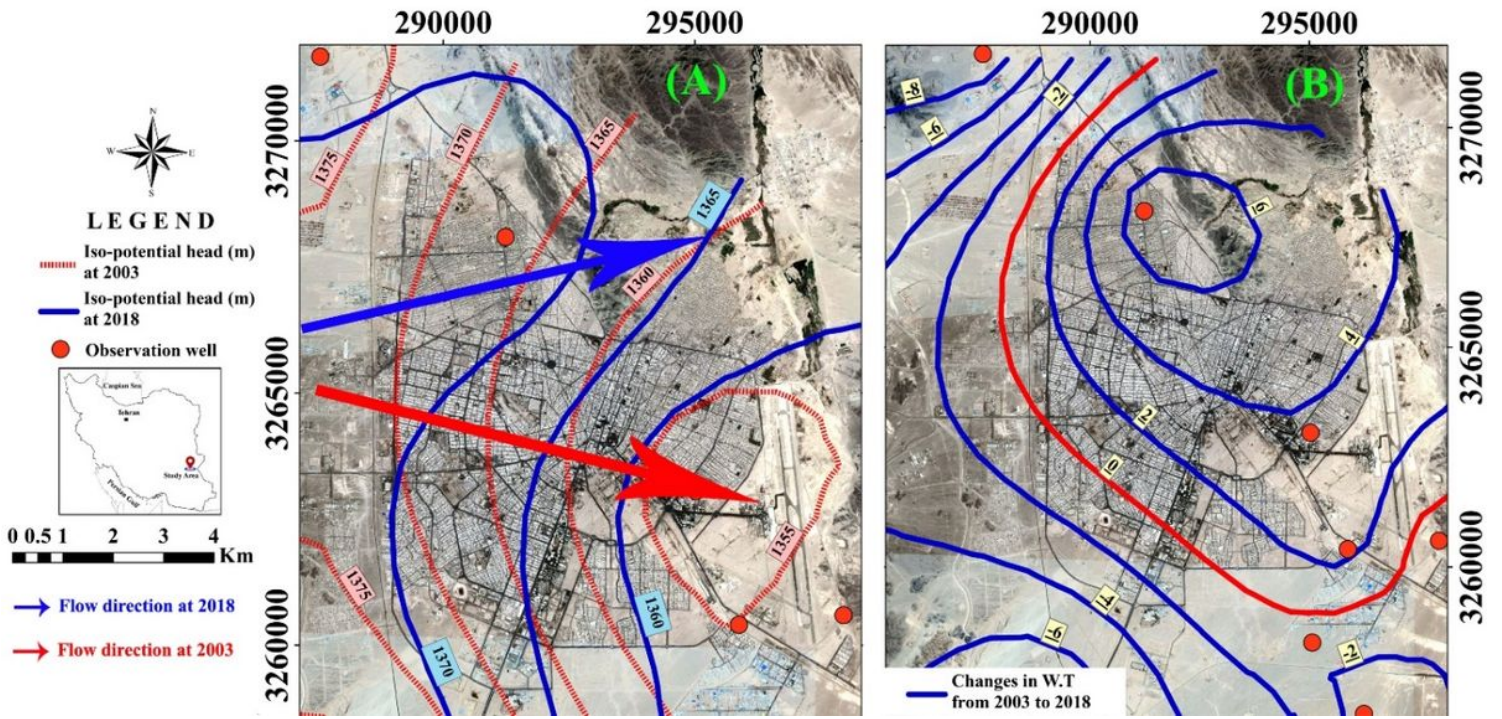 290000
295000
290000
295000
(A)
(B)
3270000
3265000
3260000
3270000
3265000
3260000
N
W
E
S
LEGEND
Iso-potential head (m)
at 2003
Iso-potential head (m)
at 2018
Observation well
Caspian Sea
Tehran
Study Area
Persian Gulf
0 0.5 1 2 3 4
Km
Flow direction at 2018
Flow direction at 2003
1375
1370
1365
1365
1360
1355
1375
1370
1360
-8
-6
-2
6
4
2
0
-4
-6
-2
Changes in W.T
from 2003 to 2018